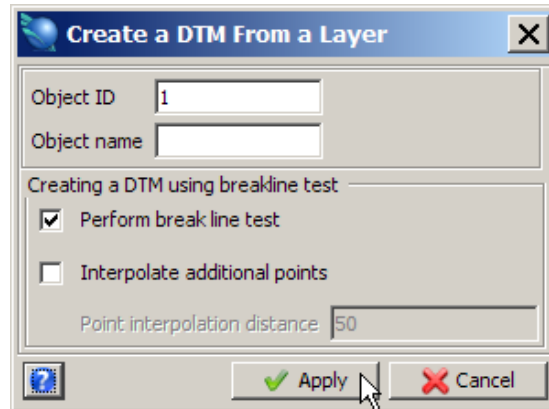 Create a DTM From a Layer
Object ID 1
Object name
Creating a DTM using breakline test
Perform break line test
Interpolate additional points
Point interpolation distance 50
? Apply Cancel